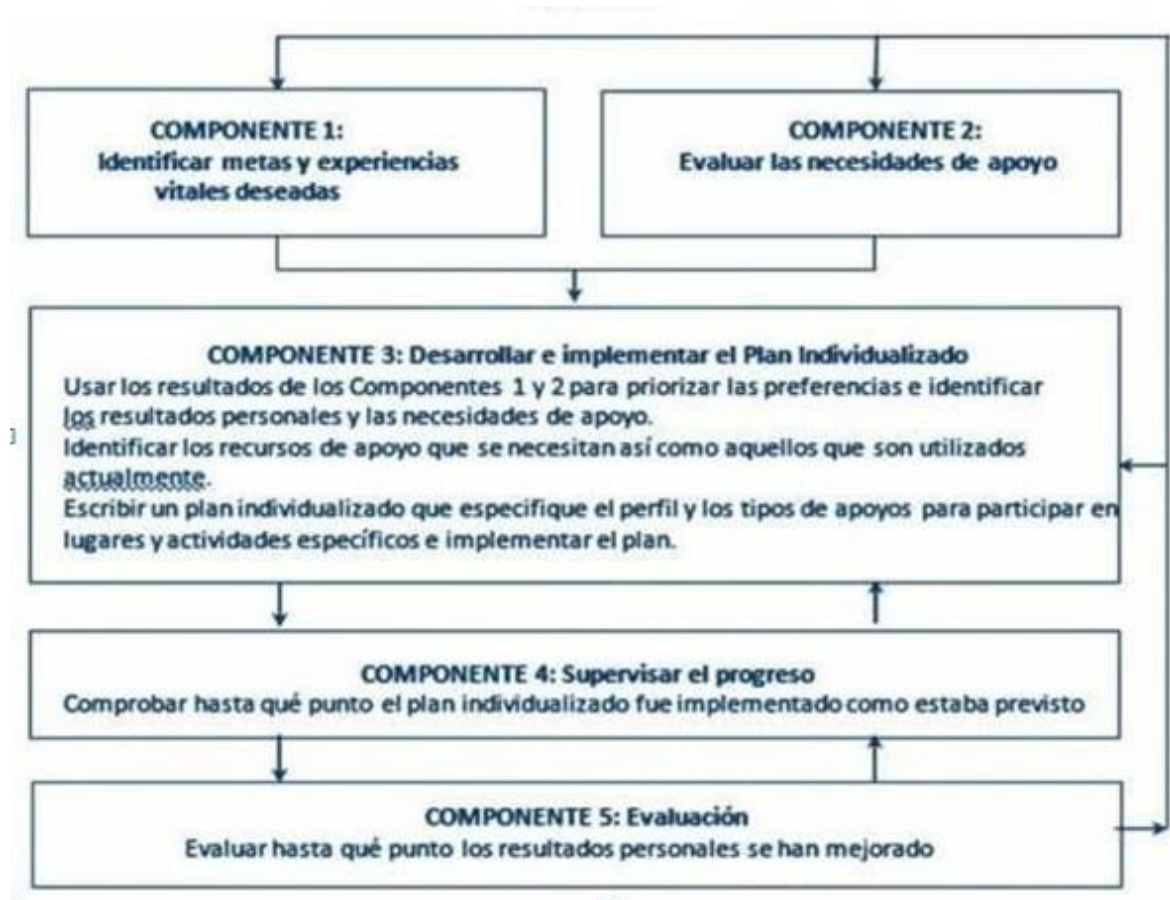 COMPONENTE 1:
Identificar metas y experiencias
vitales deseadas
COMPONENTE 2:
Evaluar las necesidades de apoyo
COMPONENTE 3: Desarrollar e implementar el Plan Individualizado
Usar los resultados de los Componentes 1 y 2 para priorizar las preferencias e identificar
los resultados personales y las necesidades de apoyo.
Identificar los recursos de apoyo que se necesitan así como aquellos que son utilizados
actualmente.
Escribir un plan individualizado que especifique el perfil y los tipos de apoyos para participar en
lugares y actividades específicos e implementar el plan.
COMPONENTE 4: Supervisar el progreso
Comprobar hasta qué punto el plan individualizado fue implementado como estaba previsto
COMPONENTE 5: Evaluación
Evaluar hasta qué punto los resultados personales se han mejorado